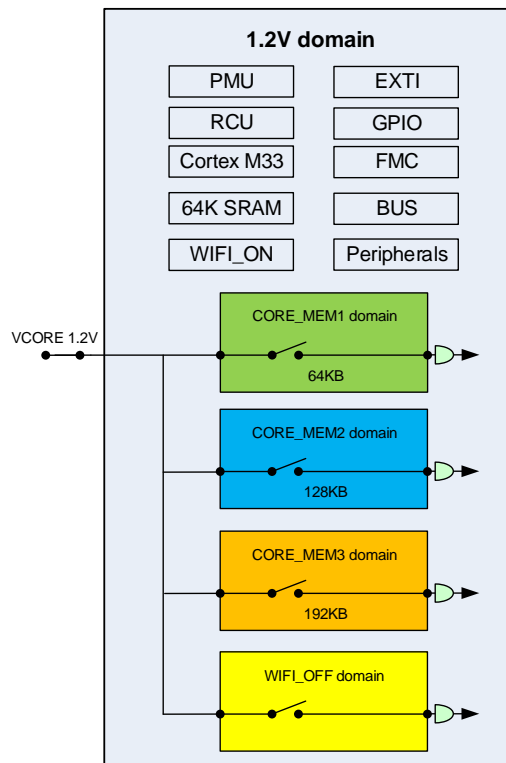 1.2V domain
PMU
EXTI
RCU
GPIO
Cortex M33
FMC
64K SRAM
BUS
WIFI_ON
Peripherals
CORE_MEM1 domain
VCORE 1.2V
64KB
CORE_MEM2 domain
128KB
CORE_MEM3 domain
192KB
WIFI_OFF domain